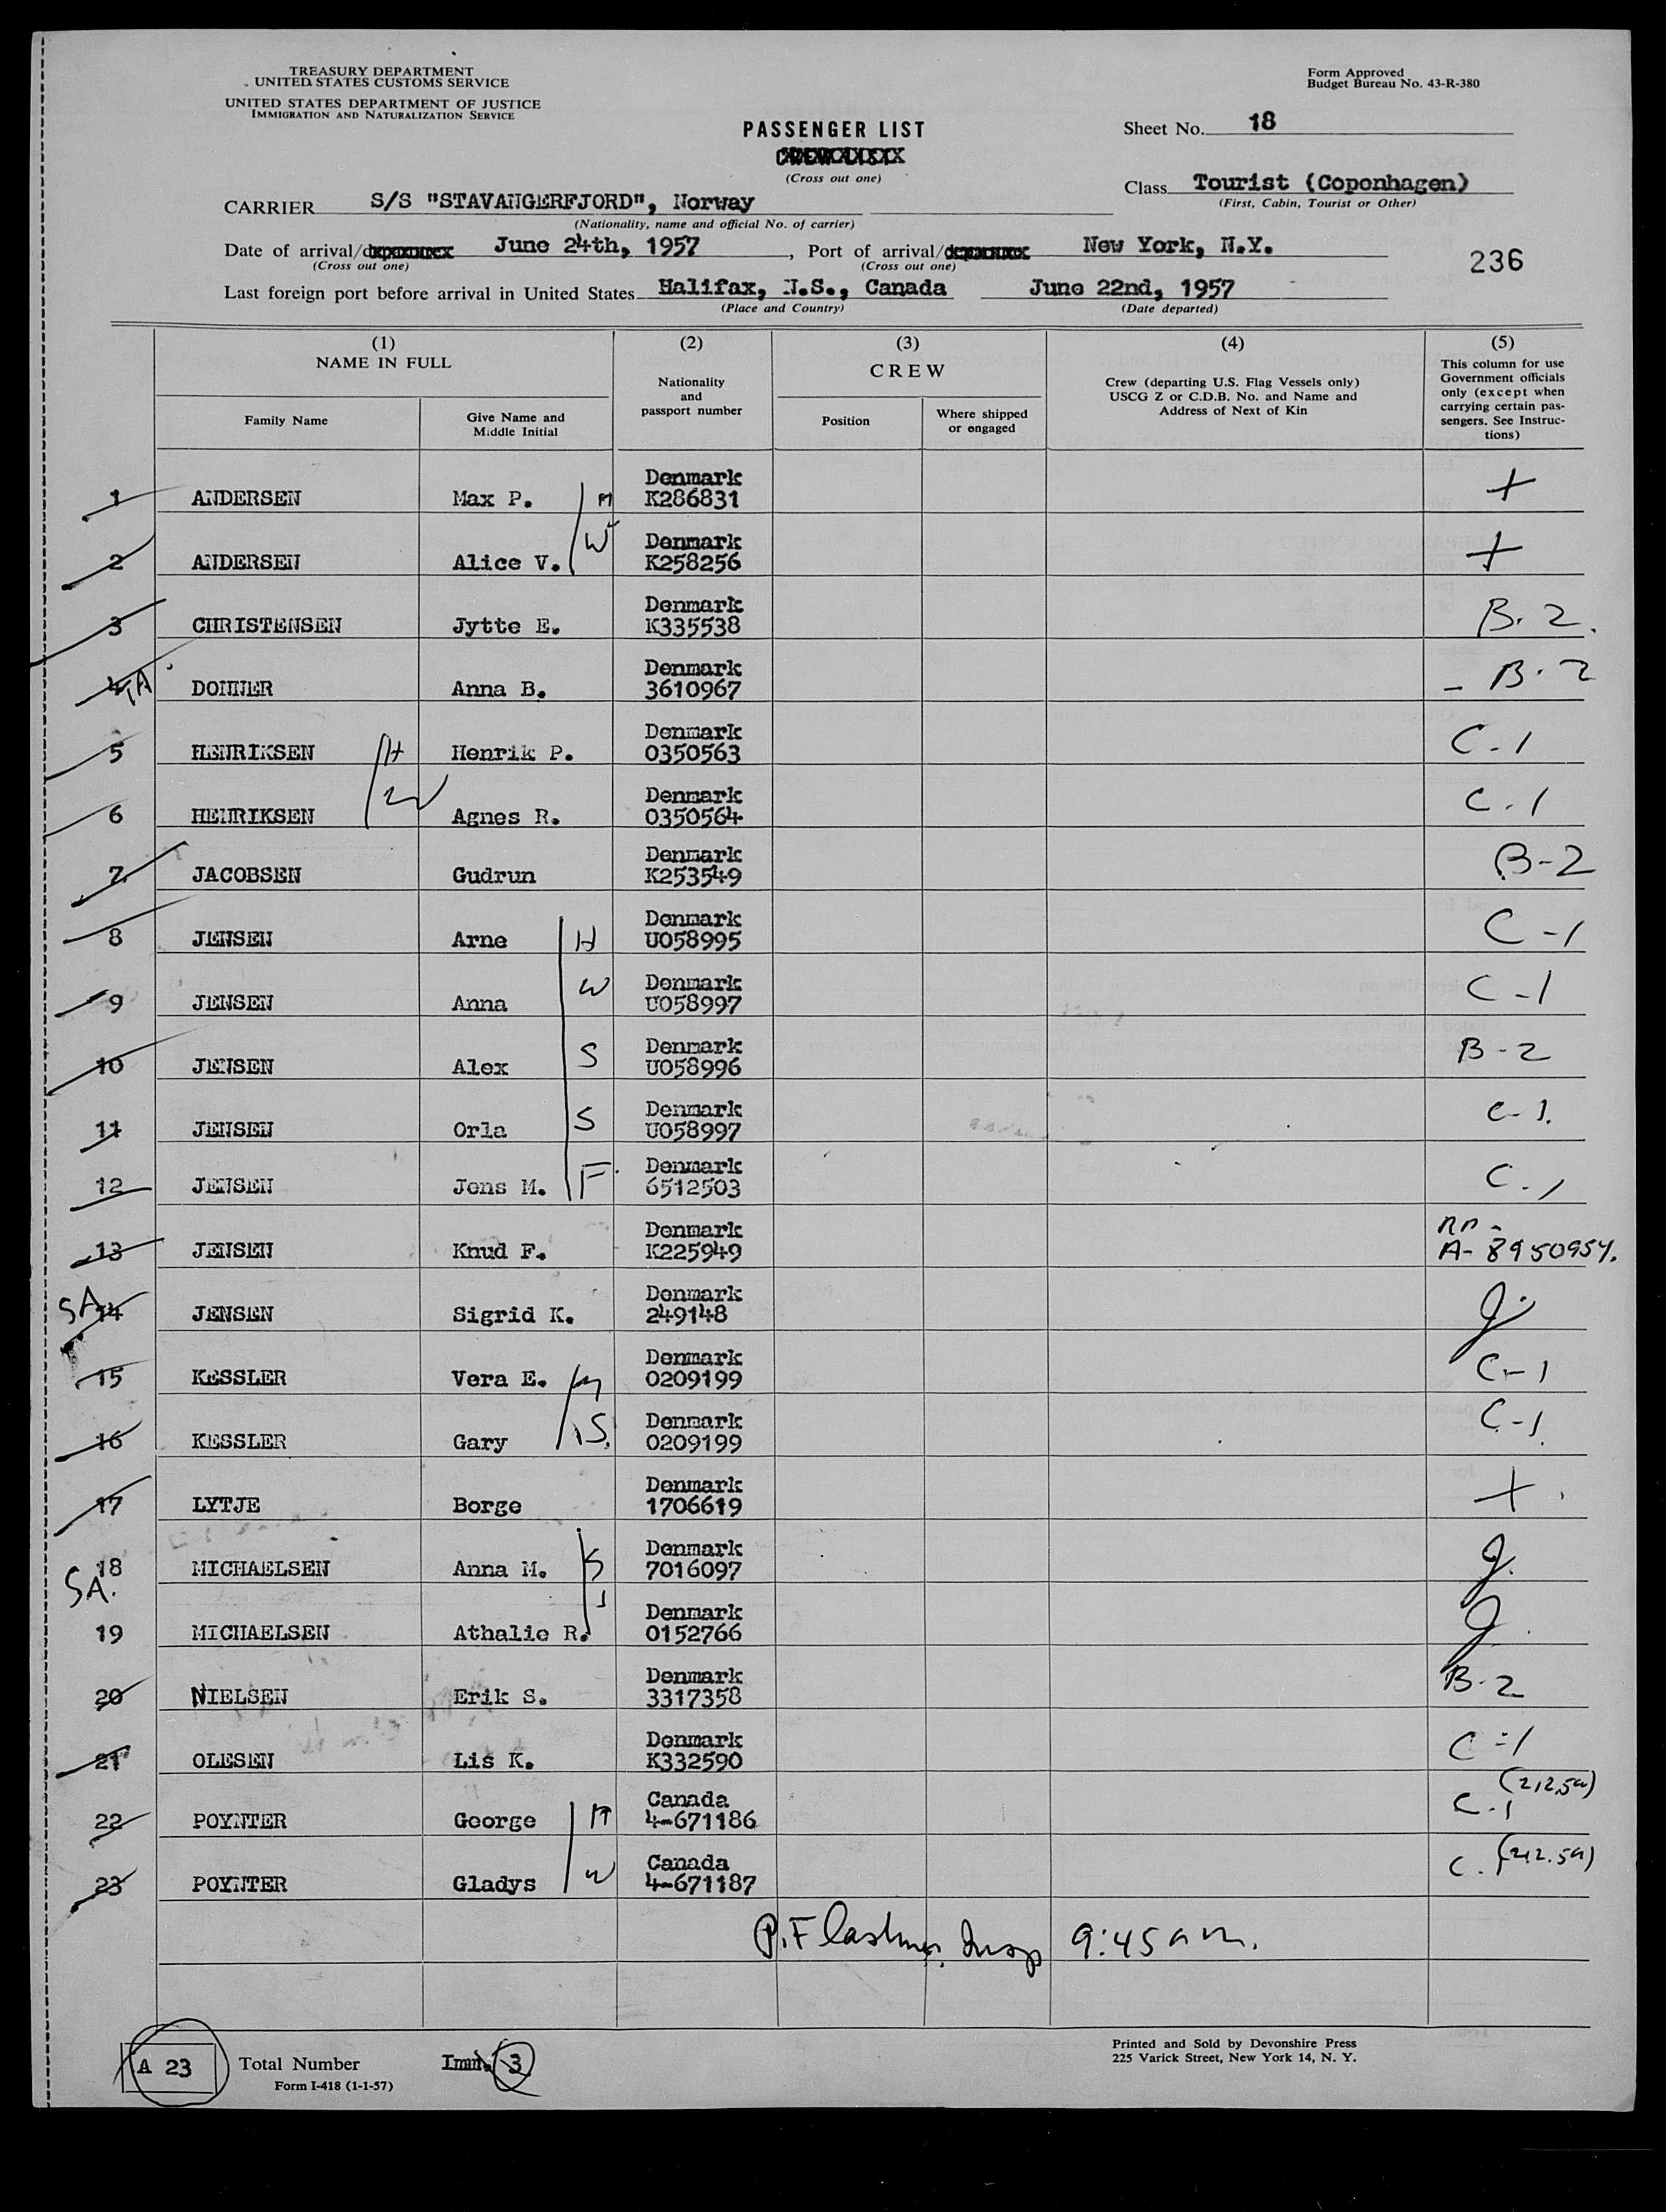 TREASURY DEPARTMENT
UNITED STATES CUSTOMS SERVICE
UNITED STATES DEPARTMENT OF JUSTICE
IMMIGRATION AND NATURALIZATION SERVICE
Form Approved
Budget Bureau No. 43-R-380
PASSENGER LIST
(Cross out one)
Sheet No. 18
Class Tourist (Copenhagen)
(First, Cabin, Tourist or Other)
CARRIER S/S "STAVANGERFJORD", Norway
(Nationality, name and official No. of carrier)
Date of arrival/ June 24th, 1957, Port of arrival/ New York, N.Y.
(Cross out one) (Cross out one)
236
Last foreign port before arrival in United States Halifax, N.S., Canada June 22nd, 1957
(Place and Country) (Date departed)
(1) NAME IN FULL
Family Name
Give Name and Middle Initial
(2)
Nationality and passport number
(3)
CREW
Position
Where shipped or engaged
(4)
Crew (departing U.S. Flag Vessels only)
USCG Z or C.D.B. No. and Name and
Address of Next of Kin
(5)
This column for use
Government officials
only (except when
carrying certain pas-
sengers. See Instruc-
tions)
1 ANDERSEN Max P. H Denmark K286831 +
2 ANDERSEN Alice V. W Denmark K258256 +
3 CHRISTENSEN Jytte E. Denmark K335538 B. 2.
4 DONNER Anna B. Denmark 3610967 - B. 2
5 HENRIKSEN H Henrik P. Denmark 0350563 C. 1
6 HENRIKSEN W Agnes R. Denmark 0350564 C. 1
7 JACOBSEN Gudrun Denmark K253549 B-2
8 JENSEN Arne H Denmark U058995 C-1
9 JENSEN Anna W Denmark U058997 C-1
10 JENSEN Alex S Denmark U058996 B-2
11 JENSEN Orla S Denmark U058997 C-1.
12 JENSEN Jens M. F Denmark 6512503 C. 1
13 JENSEN Knud F. Denmark K225949 A-8950954.
SA 14 JENSEN Sigrid K. Denmark 249148
15 KESSLER Vera E. M Denmark 0209199 C-1
16 KESSLER Gary S. Denmark 0209199 C-1
17 LYTJE Borge Denmark 1706619 +
18 MICHAELSEN Anna M. Denmark 7016097
SA.
19 MICHAELSEN Athalie R. Denmark 0152766
20 NIELSEN Erik S. Denmark 3317358 B-2
21 OLESEN Lis K. Denmark K332590 C-1
22 POYNTER George H Canada 4-671186 C.1 (212.5a)
23 POYNTER Gladys W Canada 4-671187 C. 1 (212.5a)
9:45 am.
A 23
Total Number
Form I-418 (1-1-57)
Imm. 3
Printed and Sold by Devonshire Press
225 Varick Street, New York 14, N. Y.